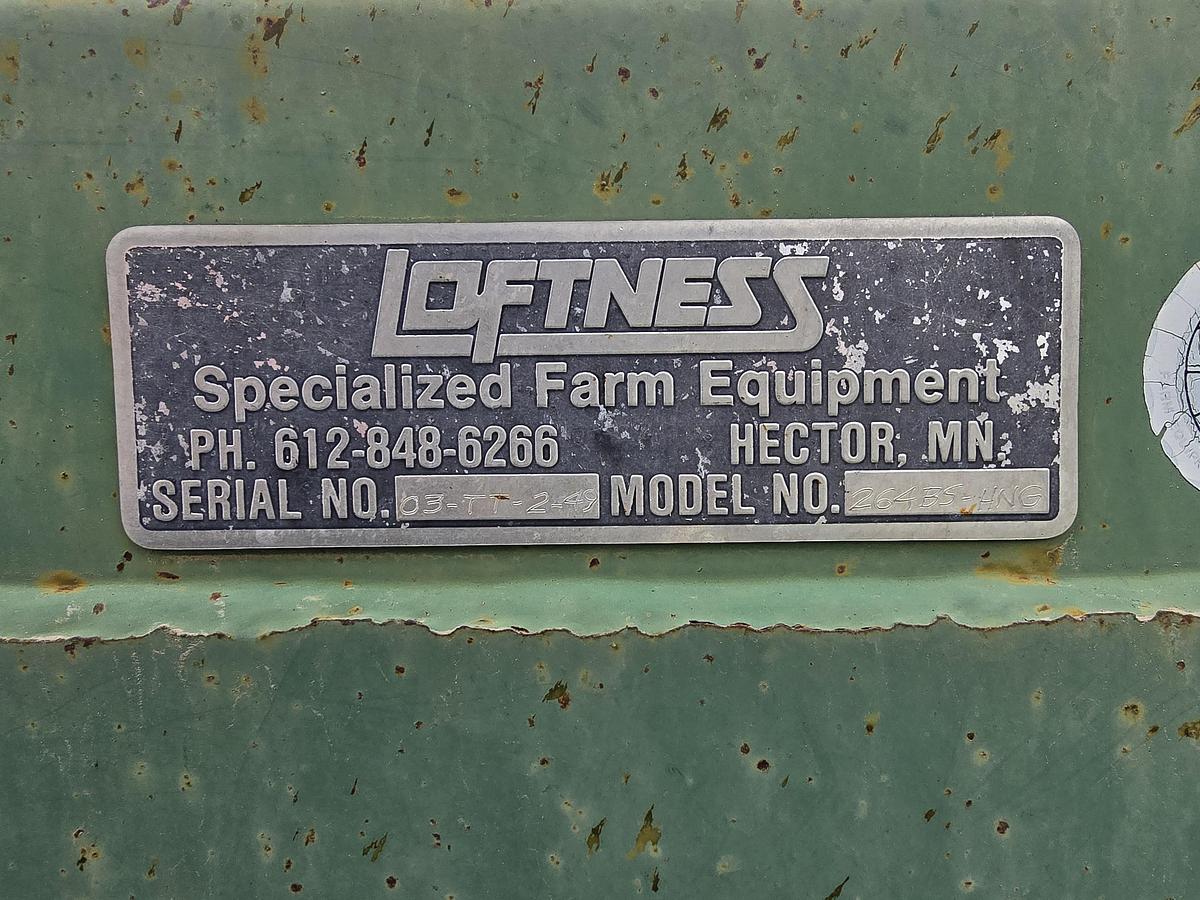 LOFTNESS
Specialized Farm Equipment
PH. 612-848-6266 HECTOR, MN.
SERIAL NO. 03-TT-2-49 MODEL NO. 264BS-HNG